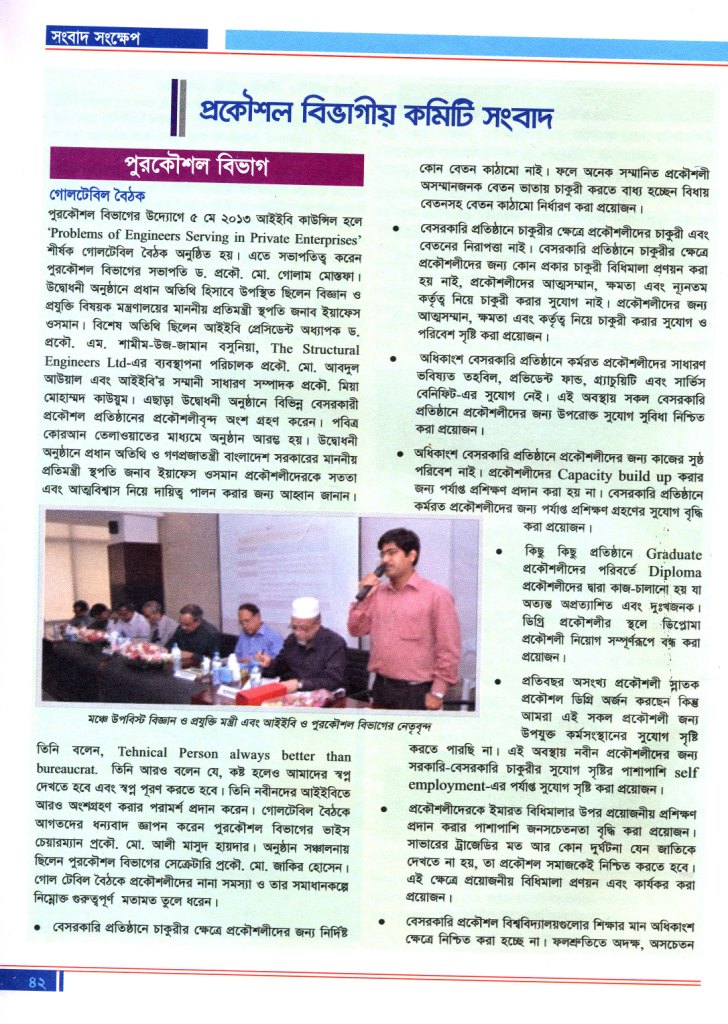 সংবাদ সংক্ষেপ
প্রকৌশল বিভাগীয় কমিটি সংবাদ
পুরকৌশল বিভাগ
গোলটেবিল বৈঠক
পুরকৌশল বিভাগের উদ্যোগে ৫ মে ২০১৩ আইইবি কাউন্সিল হলে
'Problems of Engineers Serving in Private Enterprises'
শীর্ষক গোলটেবিল বৈঠক অনুষ্ঠিত হয়। এতে সভাপতিত্ব করেন
পুরকৌশল বিভাগের সভাপতি ড. প্রকৌ. মো. গোলাম মোস্তফা।
উদ্বোধনী অনুষ্ঠানে প্রধান অতিথি হিসাবে উপস্থিত ছিলেন বিজ্ঞান ও
প্রযুক্তি বিষয়ক মন্ত্রণালয়ের মাননীয় প্রতিমন্ত্রী স্থপতি জনাব ইয়াফেস
ওসমান। বিশেষ অতিথি ছিলেন আইইবি প্রেসিডেন্ট অধ্যাপক ড.
প্রকৌ. এম. শামীম-উজ-জামান বসুনিয়া, The Structural
Engineers Ltd-এর ব্যবস্থাপনা পরিচালক প্রকৌ. মো. আবদুল
আউয়াল এবং আইইবি'র সম্মানী সাধারণ সম্পাদক প্রকৌ. মিয়া
মোহাম্মদ কাউয়ুম। এছাড়া উদ্বোধনী অনুষ্ঠানে বিভিন্ন বেসরকারী
প্রকৌশল প্রতিষ্ঠানের প্রকৌশলীবৃন্দ অংশ গ্রহণ করেন। পবিত্র
কোরআন তেলাওয়াতের মাধ্যমে অনুষ্ঠান আরম্ভ হয়। উদ্বোধনী
অনুষ্ঠানে প্রধান অতিথি ও গণপ্রজাতন্ত্রী বাংলাদেশ সরকারের মাননীয়
প্রতিমন্ত্রী স্থপতি জনাব ইয়াফেস ওসমান প্রকৌশলীদেরকে সততা
এবং আত্মবিশ্বাস নিয়ে দায়িত্ব পালন করার জন্য আহ্বান জানান।
মঞ্চে উপবিস্ট বিজ্ঞান ও প্রযুক্তি মন্ত্রী এবং আইইবি ও পুরকৌশল বিভাগের নেতৃবৃন্দ
তিনি বলেন, Tehnical Person always better than
bureaucrat. তিনি আরও বলেন যে, কষ্ট হলেও আমাদের স্বপ্ন
দেখতে হবে এবং স্বপ্ন পূরণ করতে হবে। তিনি নবীনদের আইইবিতে
আরও অংশগ্রহণ করার পরামর্শ প্রদান করেন। গোলটেবিল বৈঠকে
আগতদের ধন্যবাদ জ্ঞাপন করেন পুরকৌশল বিভাগের ভাইস
চেয়ারম্যান প্রকৌ. মো. আলী মাসুদ হায়দার। অনুষ্ঠান সঞ্চালনায়
ছিলেন পুরকৌশল বিভাগের সেক্রেটারি প্রকৌ. মো. জাকির হোসেন।
গোল টেবিল বৈঠকে প্রকৌশলীদের নানা সমস্যা ও তার সমাধানকল্পে
নিম্নোক্ত গুরুত্বপূর্ণ মতামত তুলে ধরেন।
• বেসরকারি প্রতিষ্ঠানে চাকুরীর ক্ষেত্রে প্রকৌশলীদের জন্য নির্দিষ্ট
কোন বেতন কাঠামো নাই। ফলে অনেক সম্মানিত প্রকৌশলী
অসম্মানজনক বেতন ভাতায় চাকুরী করতে বাধ্য হচ্ছেন বিধায়
বেতনসহ বেতন কাঠামো নির্ধারণ করা প্রয়োজন।
• বেসরকারি প্রতিষ্ঠানে চাকুরীর ক্ষেত্রে প্রকৌশলীদের চাকুরী এবং
বেতনের নিরাপত্তা নাই। বেসরকারি প্রতিষ্ঠানে চাকুরীর ক্ষেত্রে
প্রকৌশলীদের জন্য কোন প্রকার চাকুরী বিধিমালা প্রণয়ন করা
হয় নাই, প্রকৌশলীদের আত্মসম্মান, ক্ষমতা এবং ন্যূনতম
কর্তৃত্ব নিয়ে চাকুরী করার সুযোগ নাই। প্রকৌশলীদের জন্য
আত্মসম্মান, ক্ষমতা এবং কর্তৃত্ব নিয়ে চাকুরী করার সুযোগ ও
পরিবেশ সৃষ্টি করা প্রয়োজন।
• অধিকাংশ বেসরকারি প্রতিষ্ঠানে কর্মরত প্রকৌশলীদের সাধারণ
ভবিষ্যত তহবিল, প্রভিডেন্ট ফান্ড, গ্র্যাচুয়িটি এবং সার্ভিস
বেনিফিট-এর সুযোগ নেই। এই অবস্থায় সকল বেসরকারি
প্রতিষ্ঠানে প্রকৌশলীদের জন্য উপরোক্ত সুযোগ সুবিধা নিশ্চিত
করা প্রয়োজন।
• অধিকাংশ বেসরকারি প্রতিষ্ঠানে প্রকৌশলীদের জন্য কাজের সুষ্ঠ
পরিবেশ নাই। প্রকৌশলীদের Capacity build up করার
জন্য পর্যাপ্ত প্রশিক্ষণ প্রদান করা হয় না। বেসরকারি প্রতিষ্ঠানে
কর্মরত প্রকৌশলীদের জন্য পর্যাপ্ত প্রশিক্ষণ গ্রহণের সুযোগ বৃদ্ধি
করা প্রয়োজন।
• কিছু কিছু প্রতিষ্ঠানে Graduate
প্রকৌশলীদের পরিবর্তে Diploma
প্রকৌশলীদের দ্বারা কাজ-চালানো হয় যা
অত্যন্ত অপ্রত্যাশিত এবং দুঃখজনক।
ডিগ্রি প্রকৌশলীর স্থলে ডিপ্লোমা
প্রকৌশলী নিয়োগ সম্পূর্ণরূপে বন্ধ করা
প্রয়োজন।
• প্রতিবছর অসংখ্য প্রকৌশলী স্নাতক
প্রকৌশল ডিগ্রি অর্জন করছেন কিন্তু
আমরা এই সকল প্রকৌশলী জন্য
উপযুক্ত কর্মসংস্থানের সুযোগ সৃষ্টি
করতে পারছি না। এই অবস্থায় নবীন প্রকৌশলীদের জন্য
সরকারি-বেসরকারি চাকুরীর সুযোগ সৃষ্টির পাশাপাশি self
employment-এর পর্যাপ্ত সুযোগ সৃষ্টি করা প্রয়োজন।
• প্রকৌশলীদেরকে ইমারত বিধিমালার উপর প্রয়োজনীয় প্রশিক্ষণ
প্রদান করার পাশাপাশি জনসচেতনতা বৃদ্ধি করা প্রয়োজন।
সাভারের ট্রাজেডির মত আর কোন দুর্ঘটনা যেন জাতিকে
দেখতে না হয়, তা প্রকৌশল সমাজকেই নিশ্চিত করতে হবে।
এই ক্ষেত্রে প্রয়োজনীয় বিধিমালা প্রণয়ন এবং কার্যকর করা
প্রয়োজন।
• বেসরকারি প্রকৌশল বিশ্ববিদ্যালয়গুলোর শিক্ষার মান অধিকাংশ
ক্ষেত্রে নিশ্চিত করা হচ্ছে না। ফলশ্রুতিতে অদক্ষ, অসচেতন
৪২